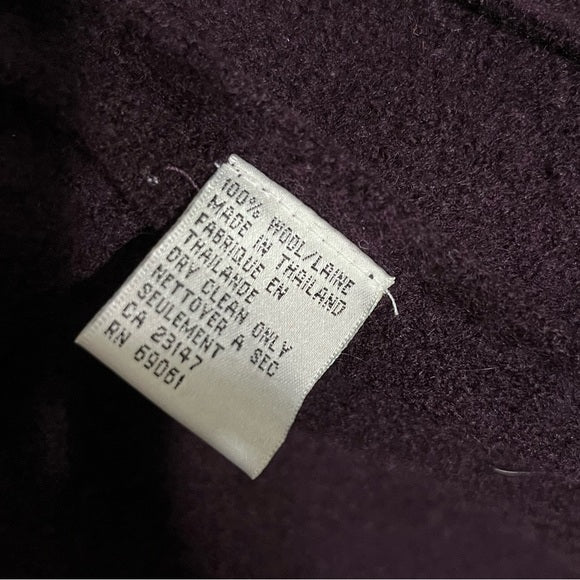 100% WOOL/LAINE
MADE IN THAILAND
FABRIQUE EN
THAILANDE
DRY CLEAN ONLY
NETTOYER A SEC
SEULEMENT
CA 23147
RN 69061